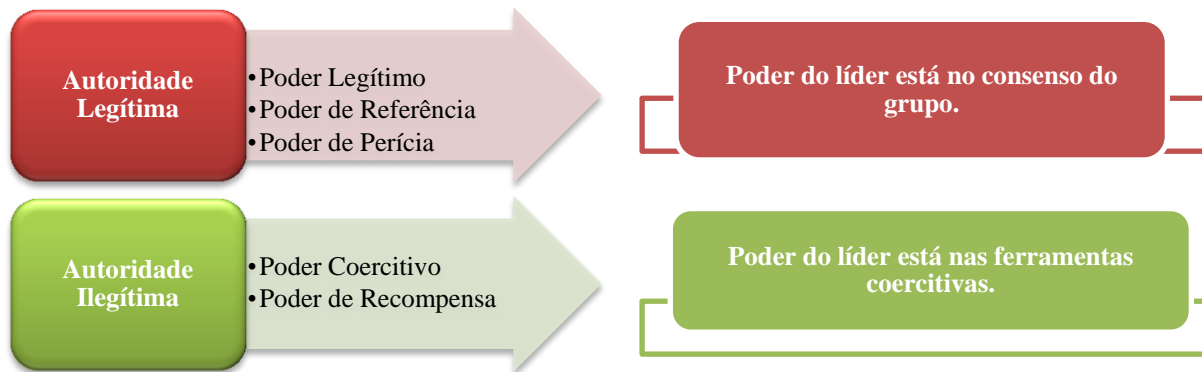 Autoridade
Legítima
•Poder Legítimo
•Poder de Referência
•Poder de Perícia
Poder do líder está no consenso do
grupo.
Autoridade
Ilegítima
•Poder Coercitivo
•Poder de Recompensa
Poder do líder está nas ferramentas
coercitivas.